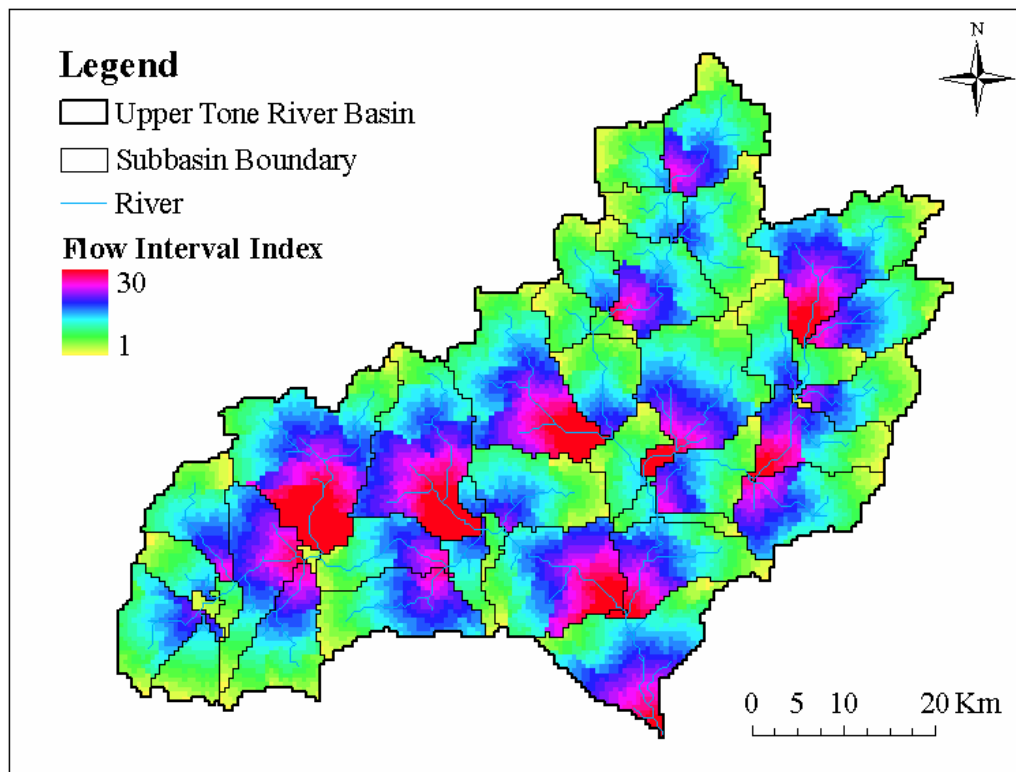 N
Legend
Upper Tone River Basin
Subbasin Boundary
River
Flow Interval Index
30
1
0 5 10 20 Km